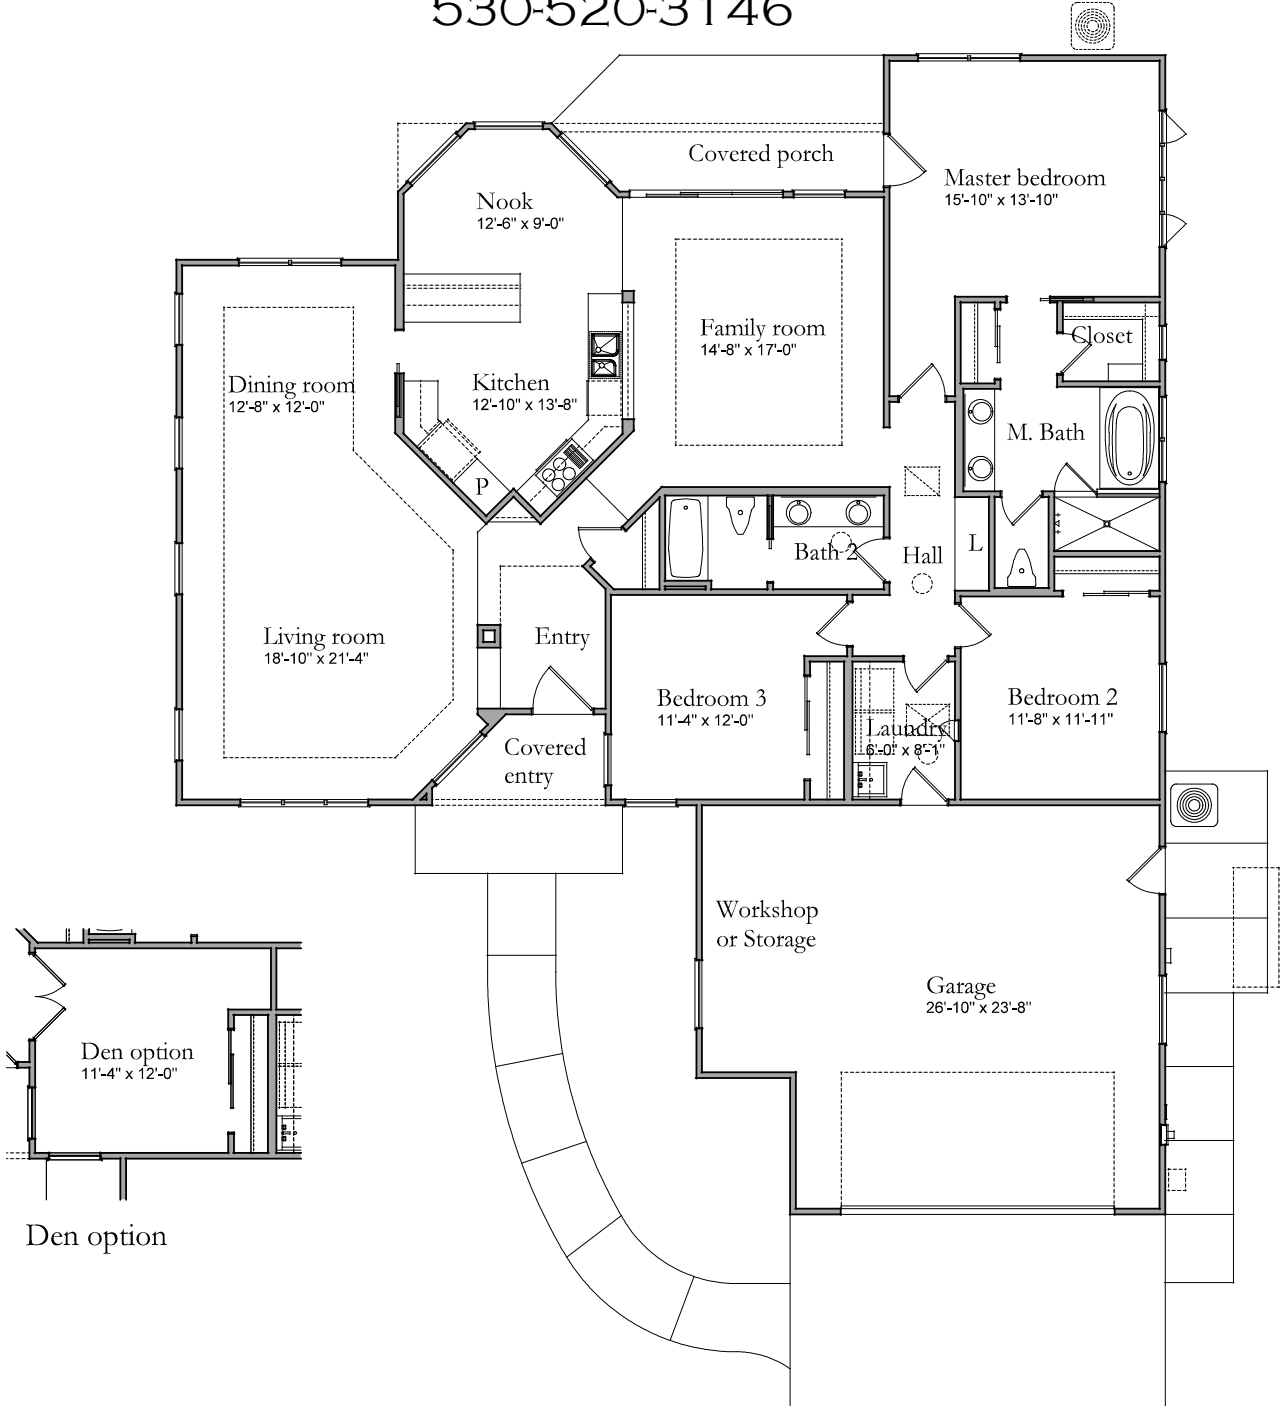 530-520-3146
Covered porch
Master bedroom
15'-10" x 13'-10"
Nook
12'-6" x 9'-0"
Family room
14'-8" x 17'-0"
Closet
Dining room
12'-8" x 12'-0"
Kitchen
12'-10" x 13'-8"
M. Bath
P
Bath 2
Hall
L
Living room
18'-10" x 21'-4"
Entry
Bedroom 3
11'-4" x 12'-0"
Bedroom 2
11'-8" x 11'-11"
Laundry
6'-0" x 8'-1"
Covered
entry
Workshop
or Storage
Garage
26'-10" x 23'-8"
Den option
11'-4" x 12'-0"
Den option